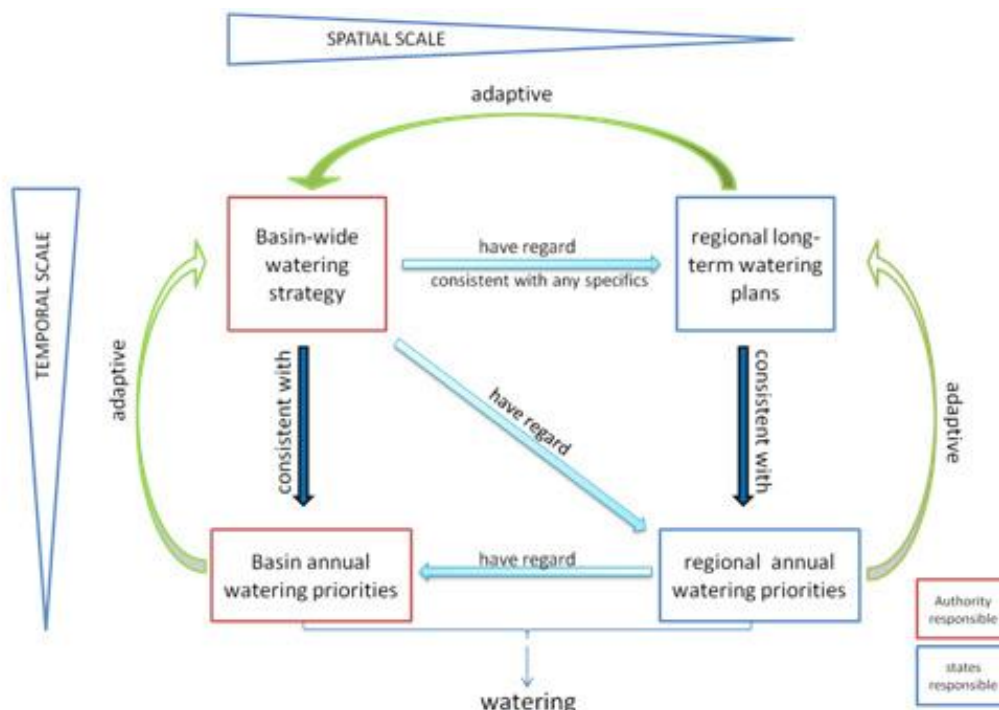 SPATIAL SCALE
adaptive
TEMPORAL SCALE
Basin-wide
watering
strategy
have regard
consistent with any specifics
regional long-
term watering
plans
adaptive
consistent with
have regard
consistent with
adaptive
Basin annual
watering priorities
have regard
regional annual
watering priorities
Authority
responsible
states
responsible
watering